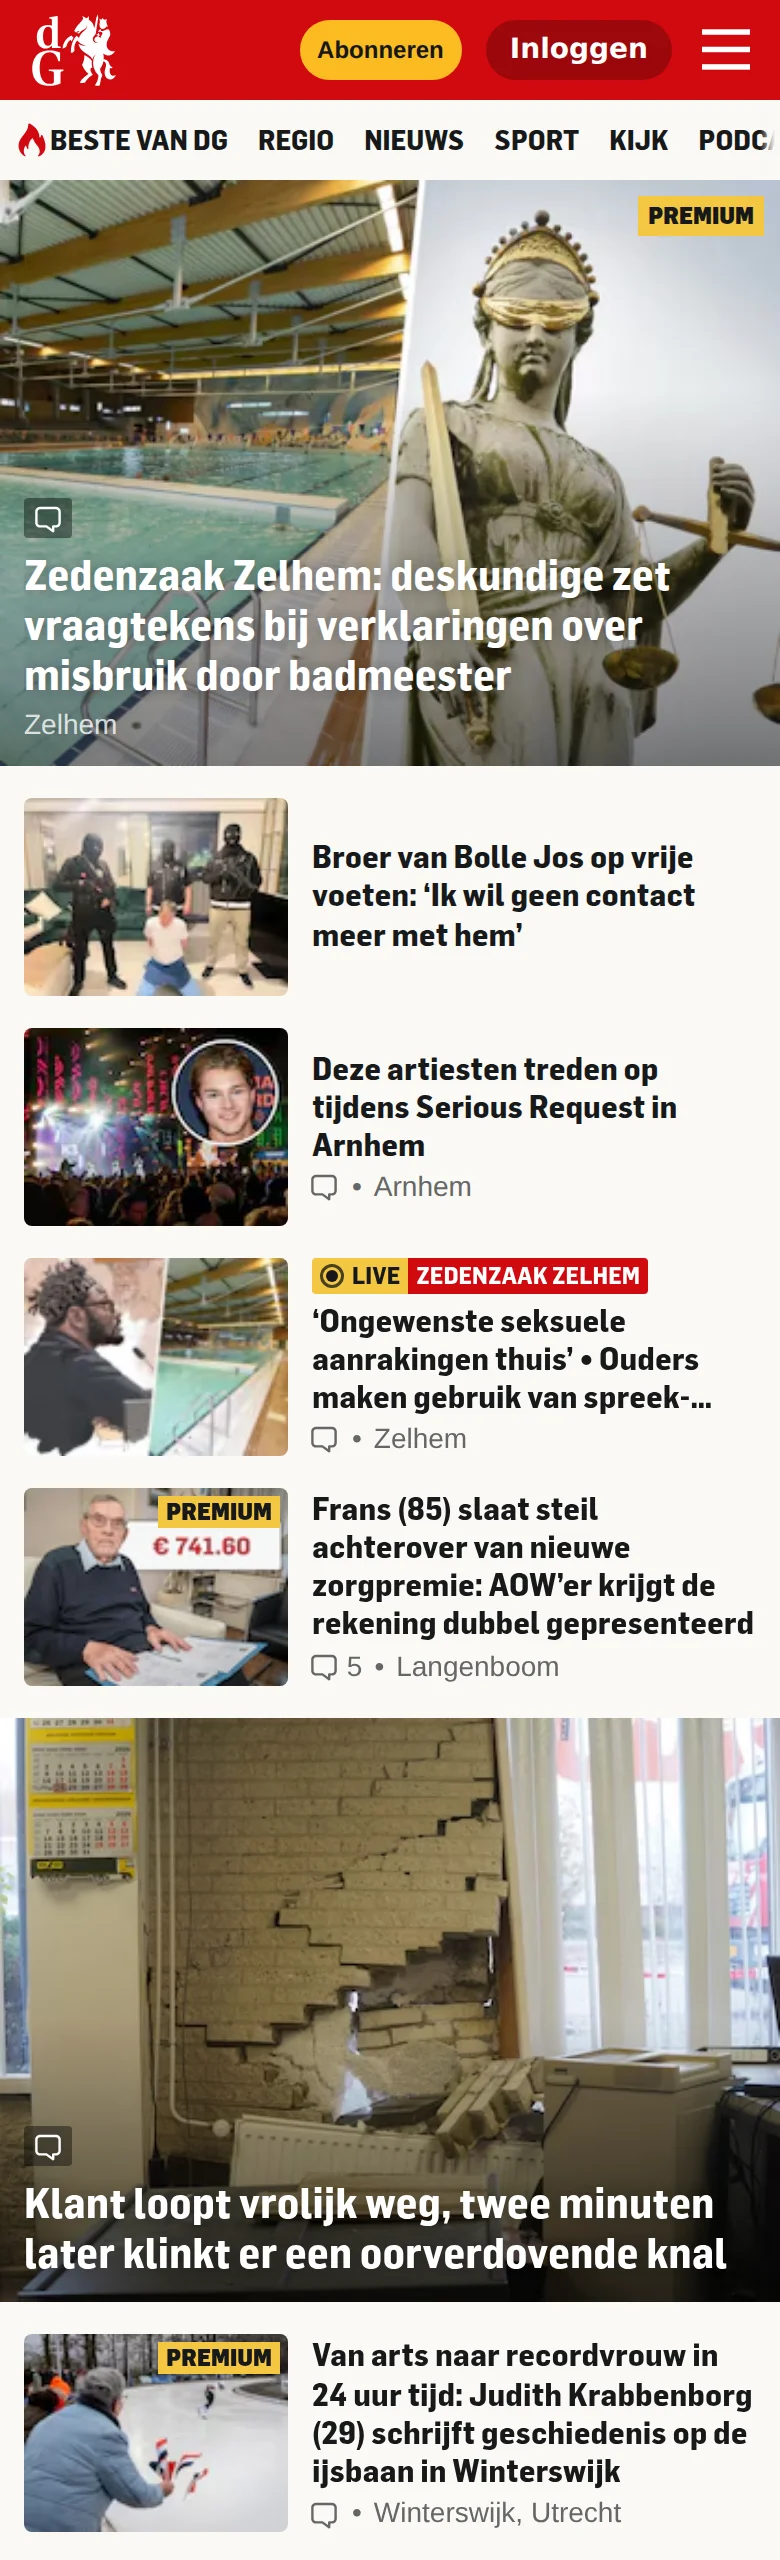 dG
Abonneren
Inloggen
BESTE VAN DG
REGIO
NIEUWS
SPORT
KIJK
PODCA
PREMIUM
Zedenzaak Zelhem: deskundige zet
vraagtekens bij verklaringen over
misbruik door badmeester
Zelhem
Broer van Bolle Jos op vrije
voeten: ‘Ik wil geen contact
meer met hem’
Deze artiesten treden op
tijdens Serious Request in
Arnhem
• Arnhem
LIVE ZEDENZAAK ZELHEM
‘Ongewenste seksuele
aanrakingen thuis’ • Ouders
maken gebruik van spreek-...
• Zelhem
PREMIUM
€ 741.60
Frans (85) slaat steil
achterover van nieuwe
zorgpremie: AOW’er krijgt de
rekening dubbel gepresenteerd
5 • Langenboom
Klant loopt vrolijk weg, twee minuten
later klinkt er een oorverdovende knal
PREMIUM
Van arts naar recordvrouw in
24 uur tijd: Judith Krabbenborg
(29) schrijft geschiedenis op de
ijsbaan in Winterswijk
• Winterswijk, Utrecht